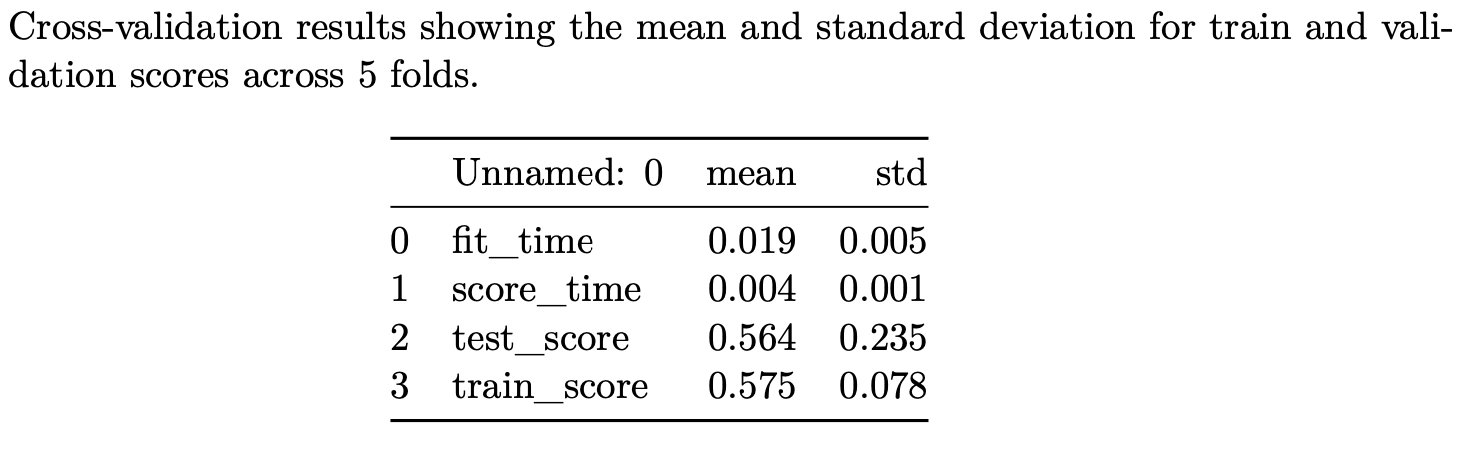 Cross-validation results showing the mean and standard deviation for train and vali-
dation scores across 5 folds.
Unnamed: 0 mean std
0 fit_time 0.019 0.005
1 score_time 0.004 0.001
2 test_score 0.564 0.235
3 train_score 0.575 0.078